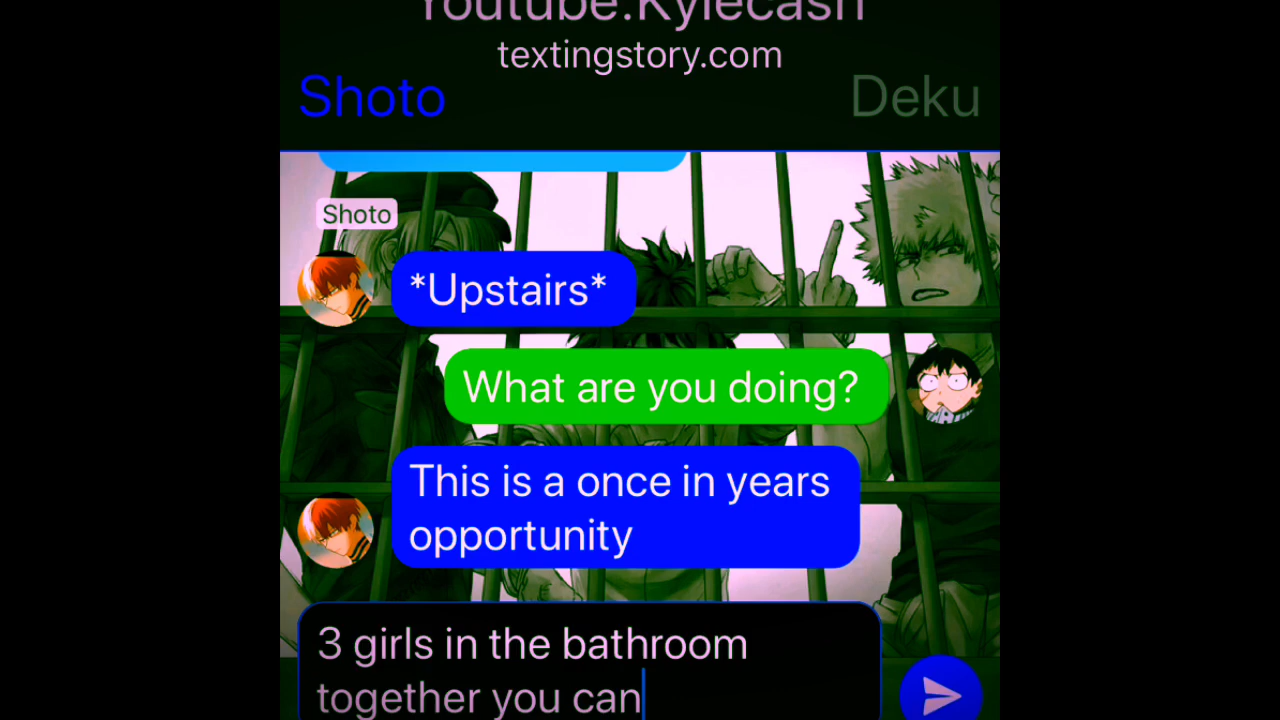 Youtube.Kylecash
textingstory.com
Shoto
Deku
Shoto
*Upstairs*
What are you doing?
This is a once in years
opportunity
3 girls in the bathroom
together you can